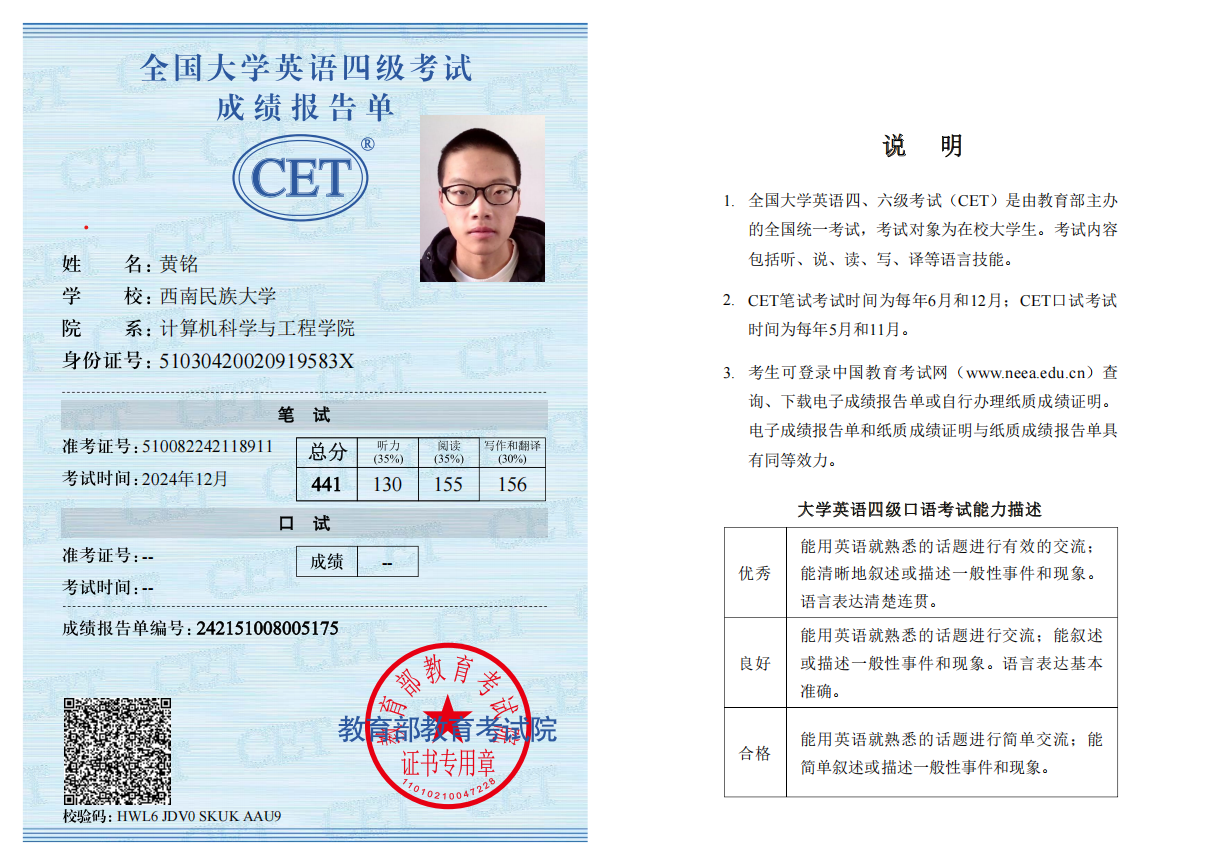 全国大学英语四级考试
成绩报告单
CET®
姓 名：黄铭
学 校：西南民族大学
院 系：计算机科学与工程学院
身份证号：51030420020919583X
笔 试
准考证号：510082242118911
考试时间：2024年12月
总分 听力(35%) 阅读(35%) 写作和翻译(30%)
441 130 155 156
口 试
准考证号：--
考试时间：--
成绩 --
成绩报告单编号：242151008005175
教育部教育考试院
教育部教育考试院
证书专用章
11010210047228
校验码：HWL6 JDV0 SKUK AAU9
说 明
1. 全国大学英语四、六级考试（CET）是由教育部主办
的全国统一考试，考试对象为在校大学生。考试内容
包括听、说、读、写、译等语言技能。
2. CET笔试考试时间为每年6月和12月；CET口试考试
时间为每年5月和11月。
3. 考生可登录中国教育考试网（www.neea.edu.cn）查
询、下载电子成绩报告单或自行办理纸质成绩证明。
电子成绩报告单和纸质成绩证明与纸质成绩报告单具
有同等效力。
大学英语四级口语考试能力描述
优秀
能用英语就熟悉的话题进行有效的交流；
能清晰地叙述或描述一般性事件和现象。
语言表达清楚连贯。
良好
能用英语就熟悉的话题进行交流；能叙述
或描述一般性事件和现象。语言表达基本
准确。
合格
能用英语就熟悉的话题进行简单交流；能
简单叙述或描述一般性事件和现象。